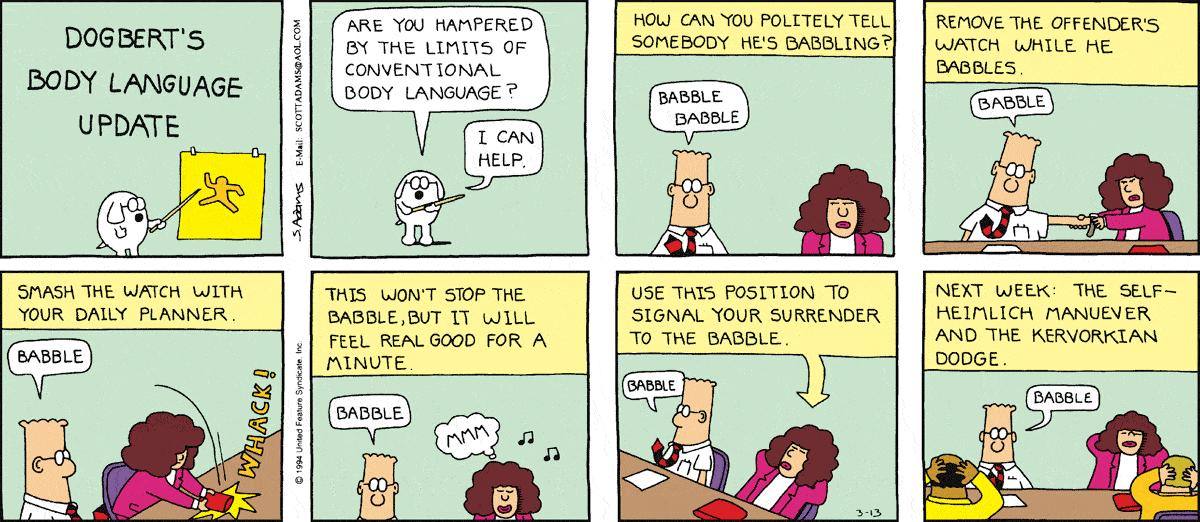 DOGBERT'S
BODY LANGUAGE
UPDATE
S.Adams
E-Mail: SCOTTADAMS@AOL.COM
ARE YOU HAMPERED
BY THE LIMITS OF
CONVENTIONAL
BODY LANGUAGE?
I CAN
HELP.
HOW CAN YOU POLITELY TELL
SOMEBODY HE'S BABBLING?
BABBLE
BABBLE
REMOVE THE OFFENDER'S
WATCH WHILE HE
BABBLES.
BABBLE
SMASH THE WATCH WITH
YOUR DAILY PLANNER.
BABBLE
WHACK!
© 1994 United Feature Syndicate, Inc.
THIS WON'T STOP THE
BABBLE, BUT IT WILL
FEEL REAL GOOD FOR A
MINUTE.
BABBLE
MMM
USE THIS POSITION TO
SIGNAL YOUR SURRENDER
TO THE BABBLE.
BABBLE
3-13
NEXT WEEK: THE SELF-
HEIMLICH MANUEVER
AND THE KERVORKIAN
DODGE.
BABBLE